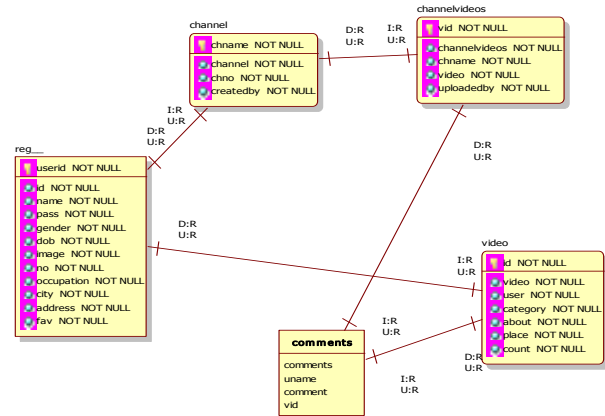 channel
chname NOT NULL
channel NOT NULL
chno NOT NULL
createdby NOT NULL
D:R
U:R
I:R
U:R
channelvideos
vid NOT NULL
channelvideos NOT NULL
chname NOT NULL
video NOT NULL
uploadedby NOT NULL
I:R
U:R
D:R
U:R
D:R
U:R
reg__
userid NOT NULL
id NOT NULL
name NOT NULL
pass NOT NULL
gender NOT NULL
dob NOT NULL
image NOT NULL
no NOT NULL
occupation NOT NULL
city NOT NULL
address NOT NULL
fav NOT NULL
D:R
U:R
I:R
U:R
video
id NOT NULL
video NOT NULL
user NOT NULL
category NOT NULL
about NOT NULL
place NOT NULL
count NOT NULL
comments
comments
uname
comment
vid
I:R
U:R
D:R
U:R
I:R
U:R